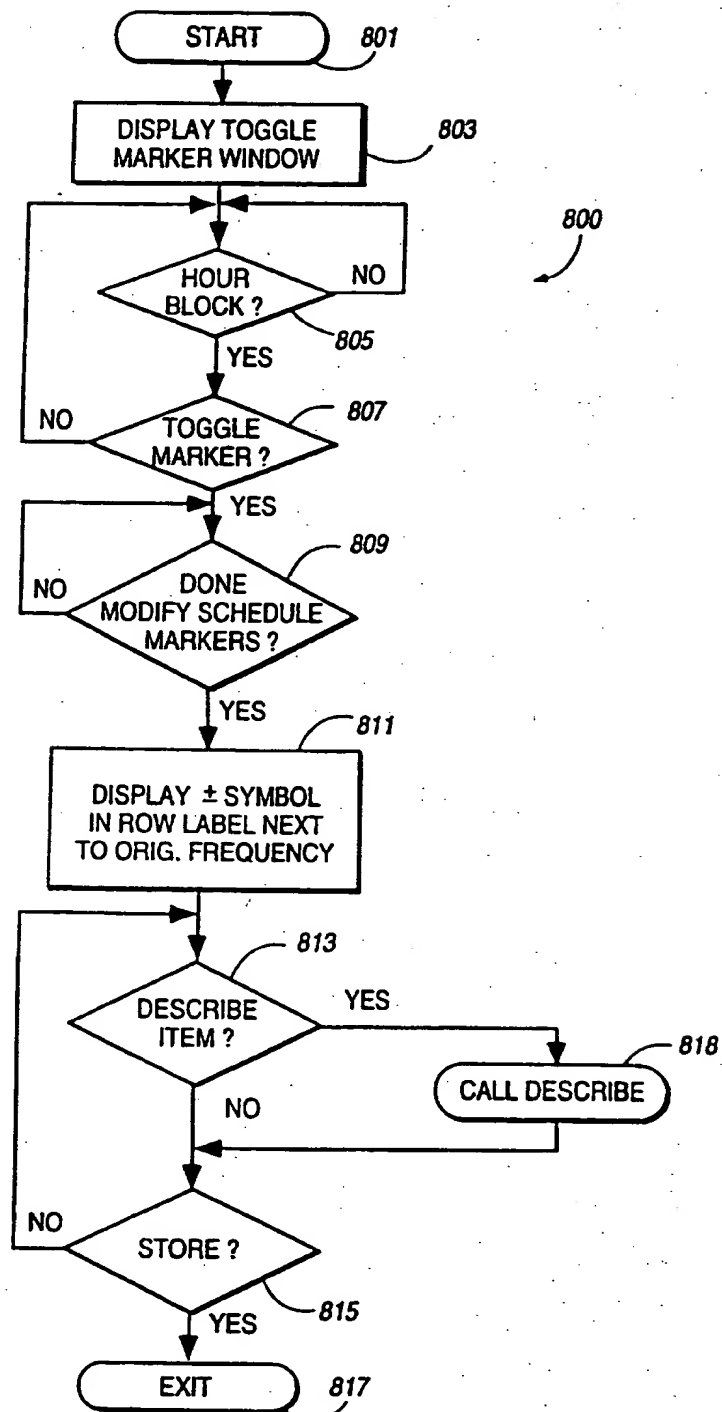 START
801
DISPLAY TOGGLE
MARKER WINDOW
803
800
HOUR
BLOCK ?
NO
805
YES
NO
807
TOGGLE
MARKER ?
YES
809
NO
DONE
MODIFY SCHEDULE
MARKERS ?
YES
811
DISPLAY ± SYMBOL
IN ROW LABEL NEXT
TO ORIG. FREQUENCY
813
DESCRIBE
ITEM ?
YES
818
CALL DESCRIBE
NO
NO
STORE ?
815
YES
EXIT
817